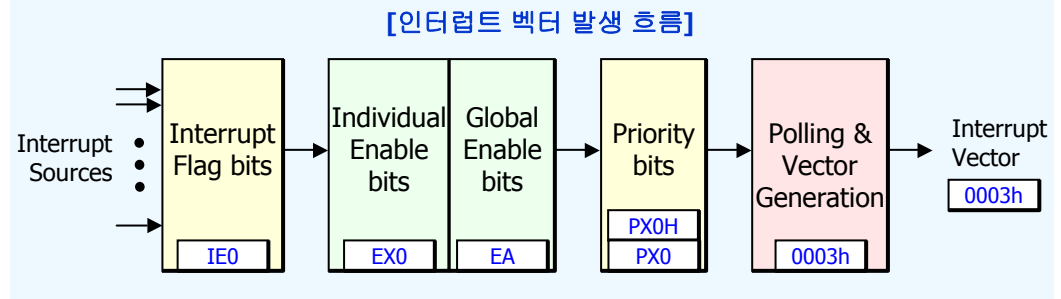 [인터럽트 벡터 발생 흐름]
Interrupt
Sources
Interrupt
Flag bits
IE0
Individual
Enable
bits
EX0
Global
Enable
bits
EA
Priority
bits
PX0H
PX0
Polling &
Vector
Generation
0003h
Interrupt
Vector
0003h